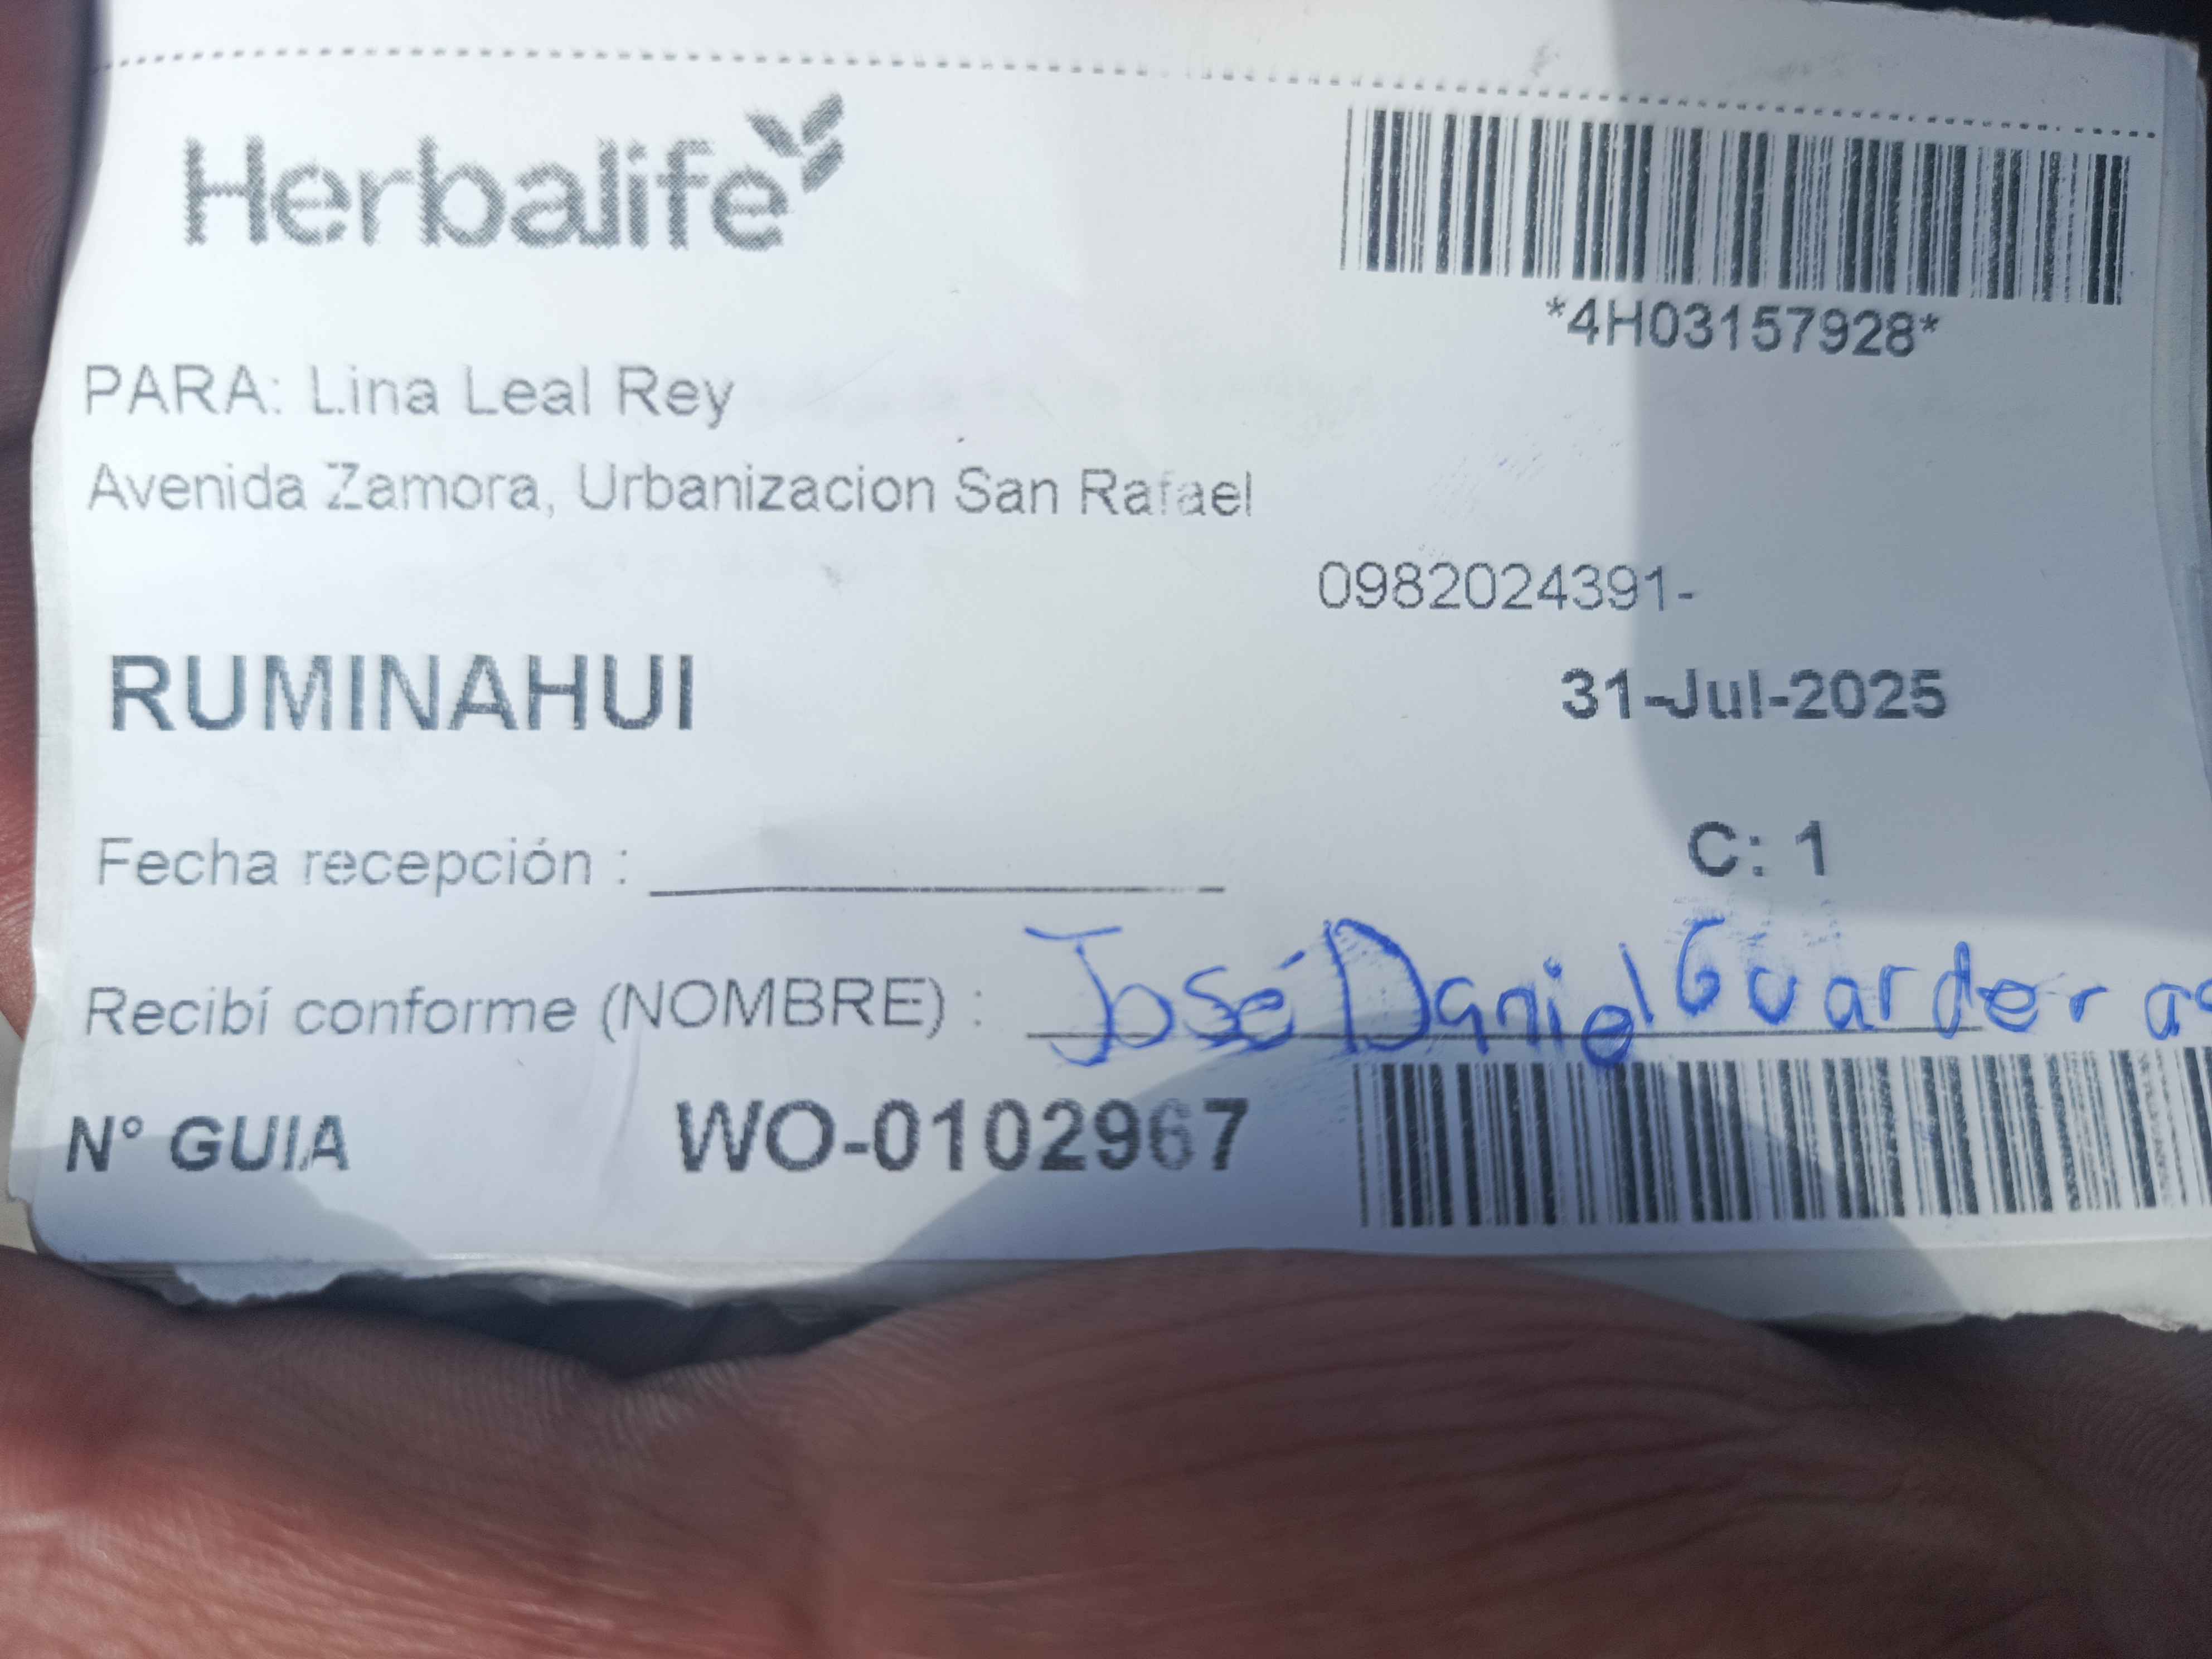 Herbalife
*4H03157928*
PARA: Lina Leal Rey
Avenida Zamora, Urbanizacion San Rafael
0982024391-
RUMINAHUI
31-Jul-2025
Fecha recepción :
C: 1
Recibí conforme (NOMBRE) : José Daniel Guarderas
N° GUIA WO-0102967